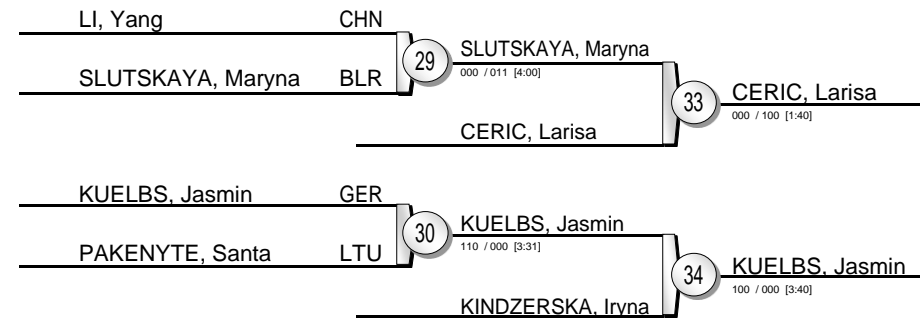 LI, Yang CHN
SLUTSKAYA, Maryna BLR
29
SLUTSKAYA, Maryna
000 / 011 [4:00]
CERIC, Larisa
33
CERIC, Larisa
000 / 100 [1:40]
KUELBS, Jasmin GER
PAKENYTE, Santa LTU
30
KUELBS, Jasmin
110 / 000 [3:31]
KINDZERSKA, Iryna
34
KUELBS, Jasmin
100 / 000 [3:40]